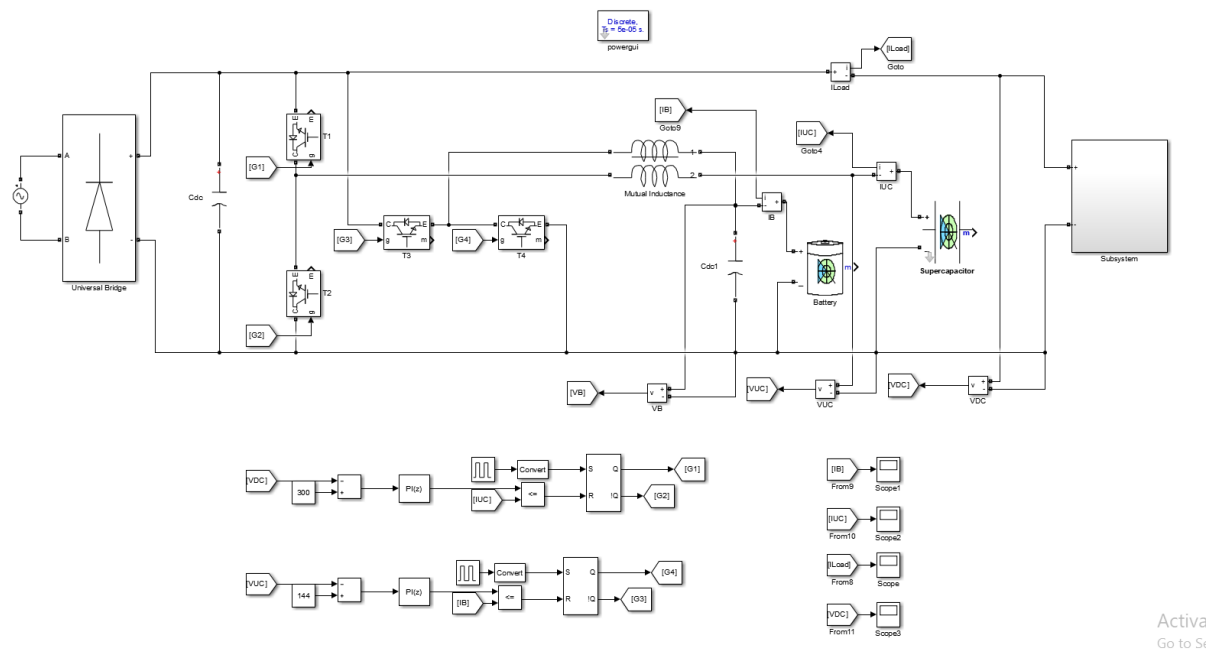 Discrete,
Ts = 5e-05 s.
powergui
[ILoad]
Goto
+
i
-
ILoad
[IB]
Goto9
[IUC]
Goto4
A
B
+
-
Universal Bridge
Cdc
+
E
m
C
g
T1
[G1]
1
2
Mutual Inductance
i
+
-
IUC
i
+
-
IB
C
E
g
m
T3
[G3]
C
E
g
m
T4
[G4]
Cdc1
+
+
_
m
Battery
+
m
Supercapacitor
+
-
Subsystem
E
m
C
g
T2
[G2]
[VB]
v
+
-
VB
[VUC]
v
+
-
VUC
[VDC]
v
+
-
VDC
[VDC]
300
−
+
PI(z)
Convert
[IUC]
<=
S
Q
R
!Q
[G1]
[G2]
[VUC]
144
−
+
PI(z)
Convert
[IB]
<=
S
Q
R
!Q
[G4]
[G3]
[IB]
From9
Scope1
[IUC]
From10
Scope2
[ILoad]
From8
Scope
[VDC]
From11
Scope3
Activa
Go to Se